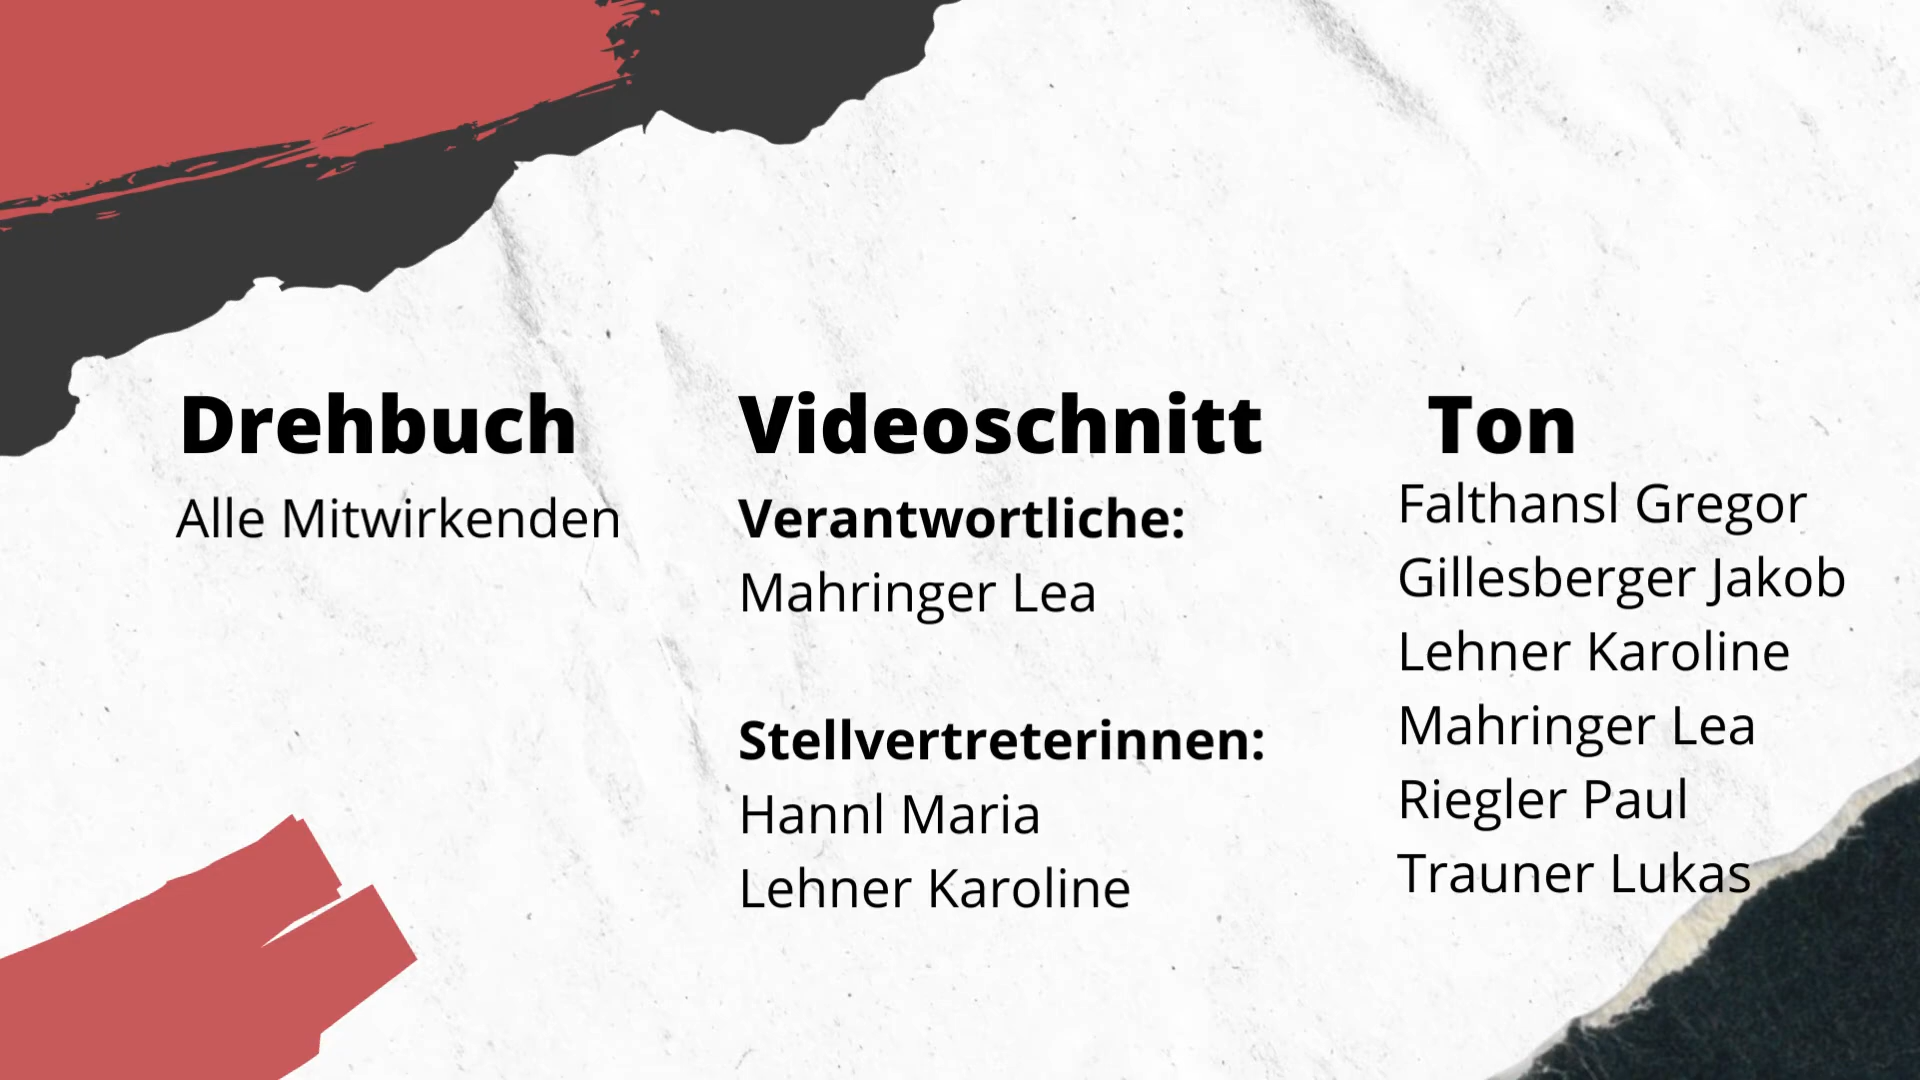 Drehbuch
Alle Mitwirkenden
Videoschnitt
Verantwortliche:
Mahringer Lea
Stellvertreterinnen:
Hannl Maria
Lehner Karoline
Ton
Falthansl Gregor
Gillesberger Jakob
Lehner Karoline
Mahringer Lea
Riegler Paul
Trauner Lukas